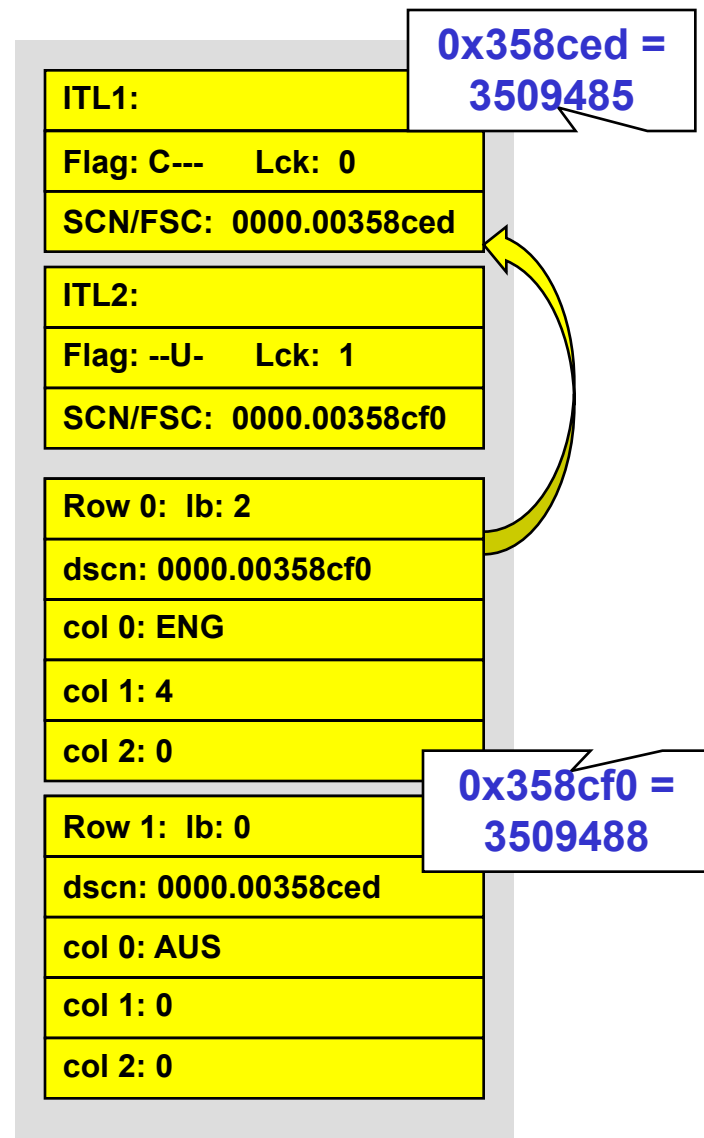 0x358ced =
3509485
ITL1:
Flag: C--- Lck: 0
SCN/FSC: 0000.00358ced
ITL2:
Flag: --U- Lck: 1
SCN/FSC: 0000.00358cf0
Row 0: lb: 2
dscn: 0000.00358cf0
col 0: ENG
col 1: 4
col 2: 0
0x358cf0 =
3509488
Row 1: lb: 0
dscn: 0000.00358ced
col 0: AUS
col 1: 0
col 2: 0